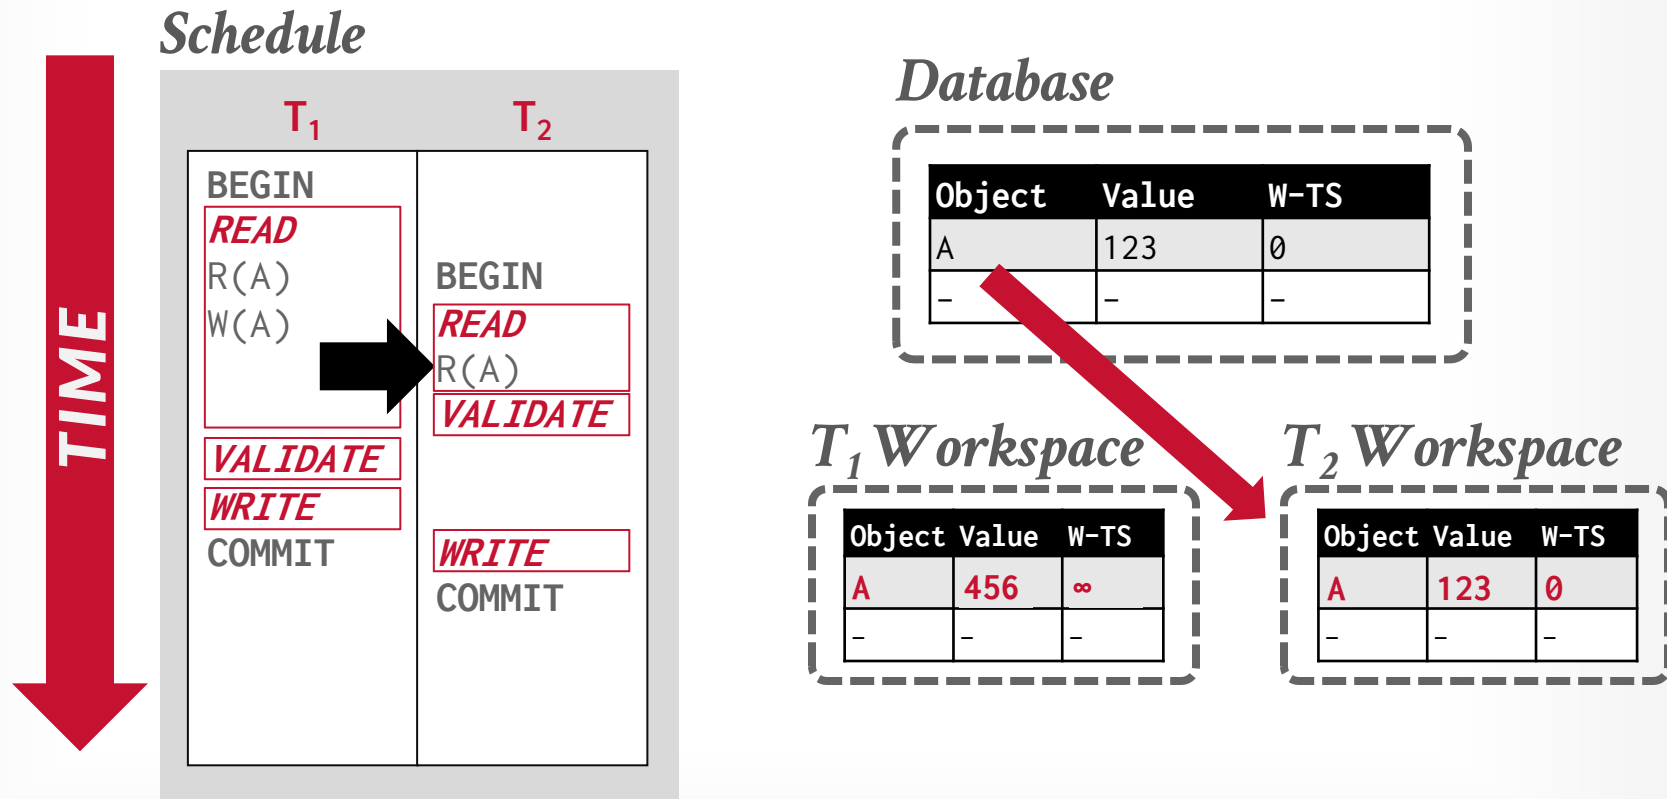 Schedule
TIME
T1 T2
BEGIN
READ
R(A)
W(A)
VALIDATE
WRITE
COMMIT
BEGIN
READ
R(A)
VALIDATE
WRITE
COMMIT
Database
Object Value W-TS
A 123 0
- - -
T1 Workspace
Object Value W-TS
A 456 ∞
- - -
T2 Workspace
Object Value W-TS
A 123 0
- - -